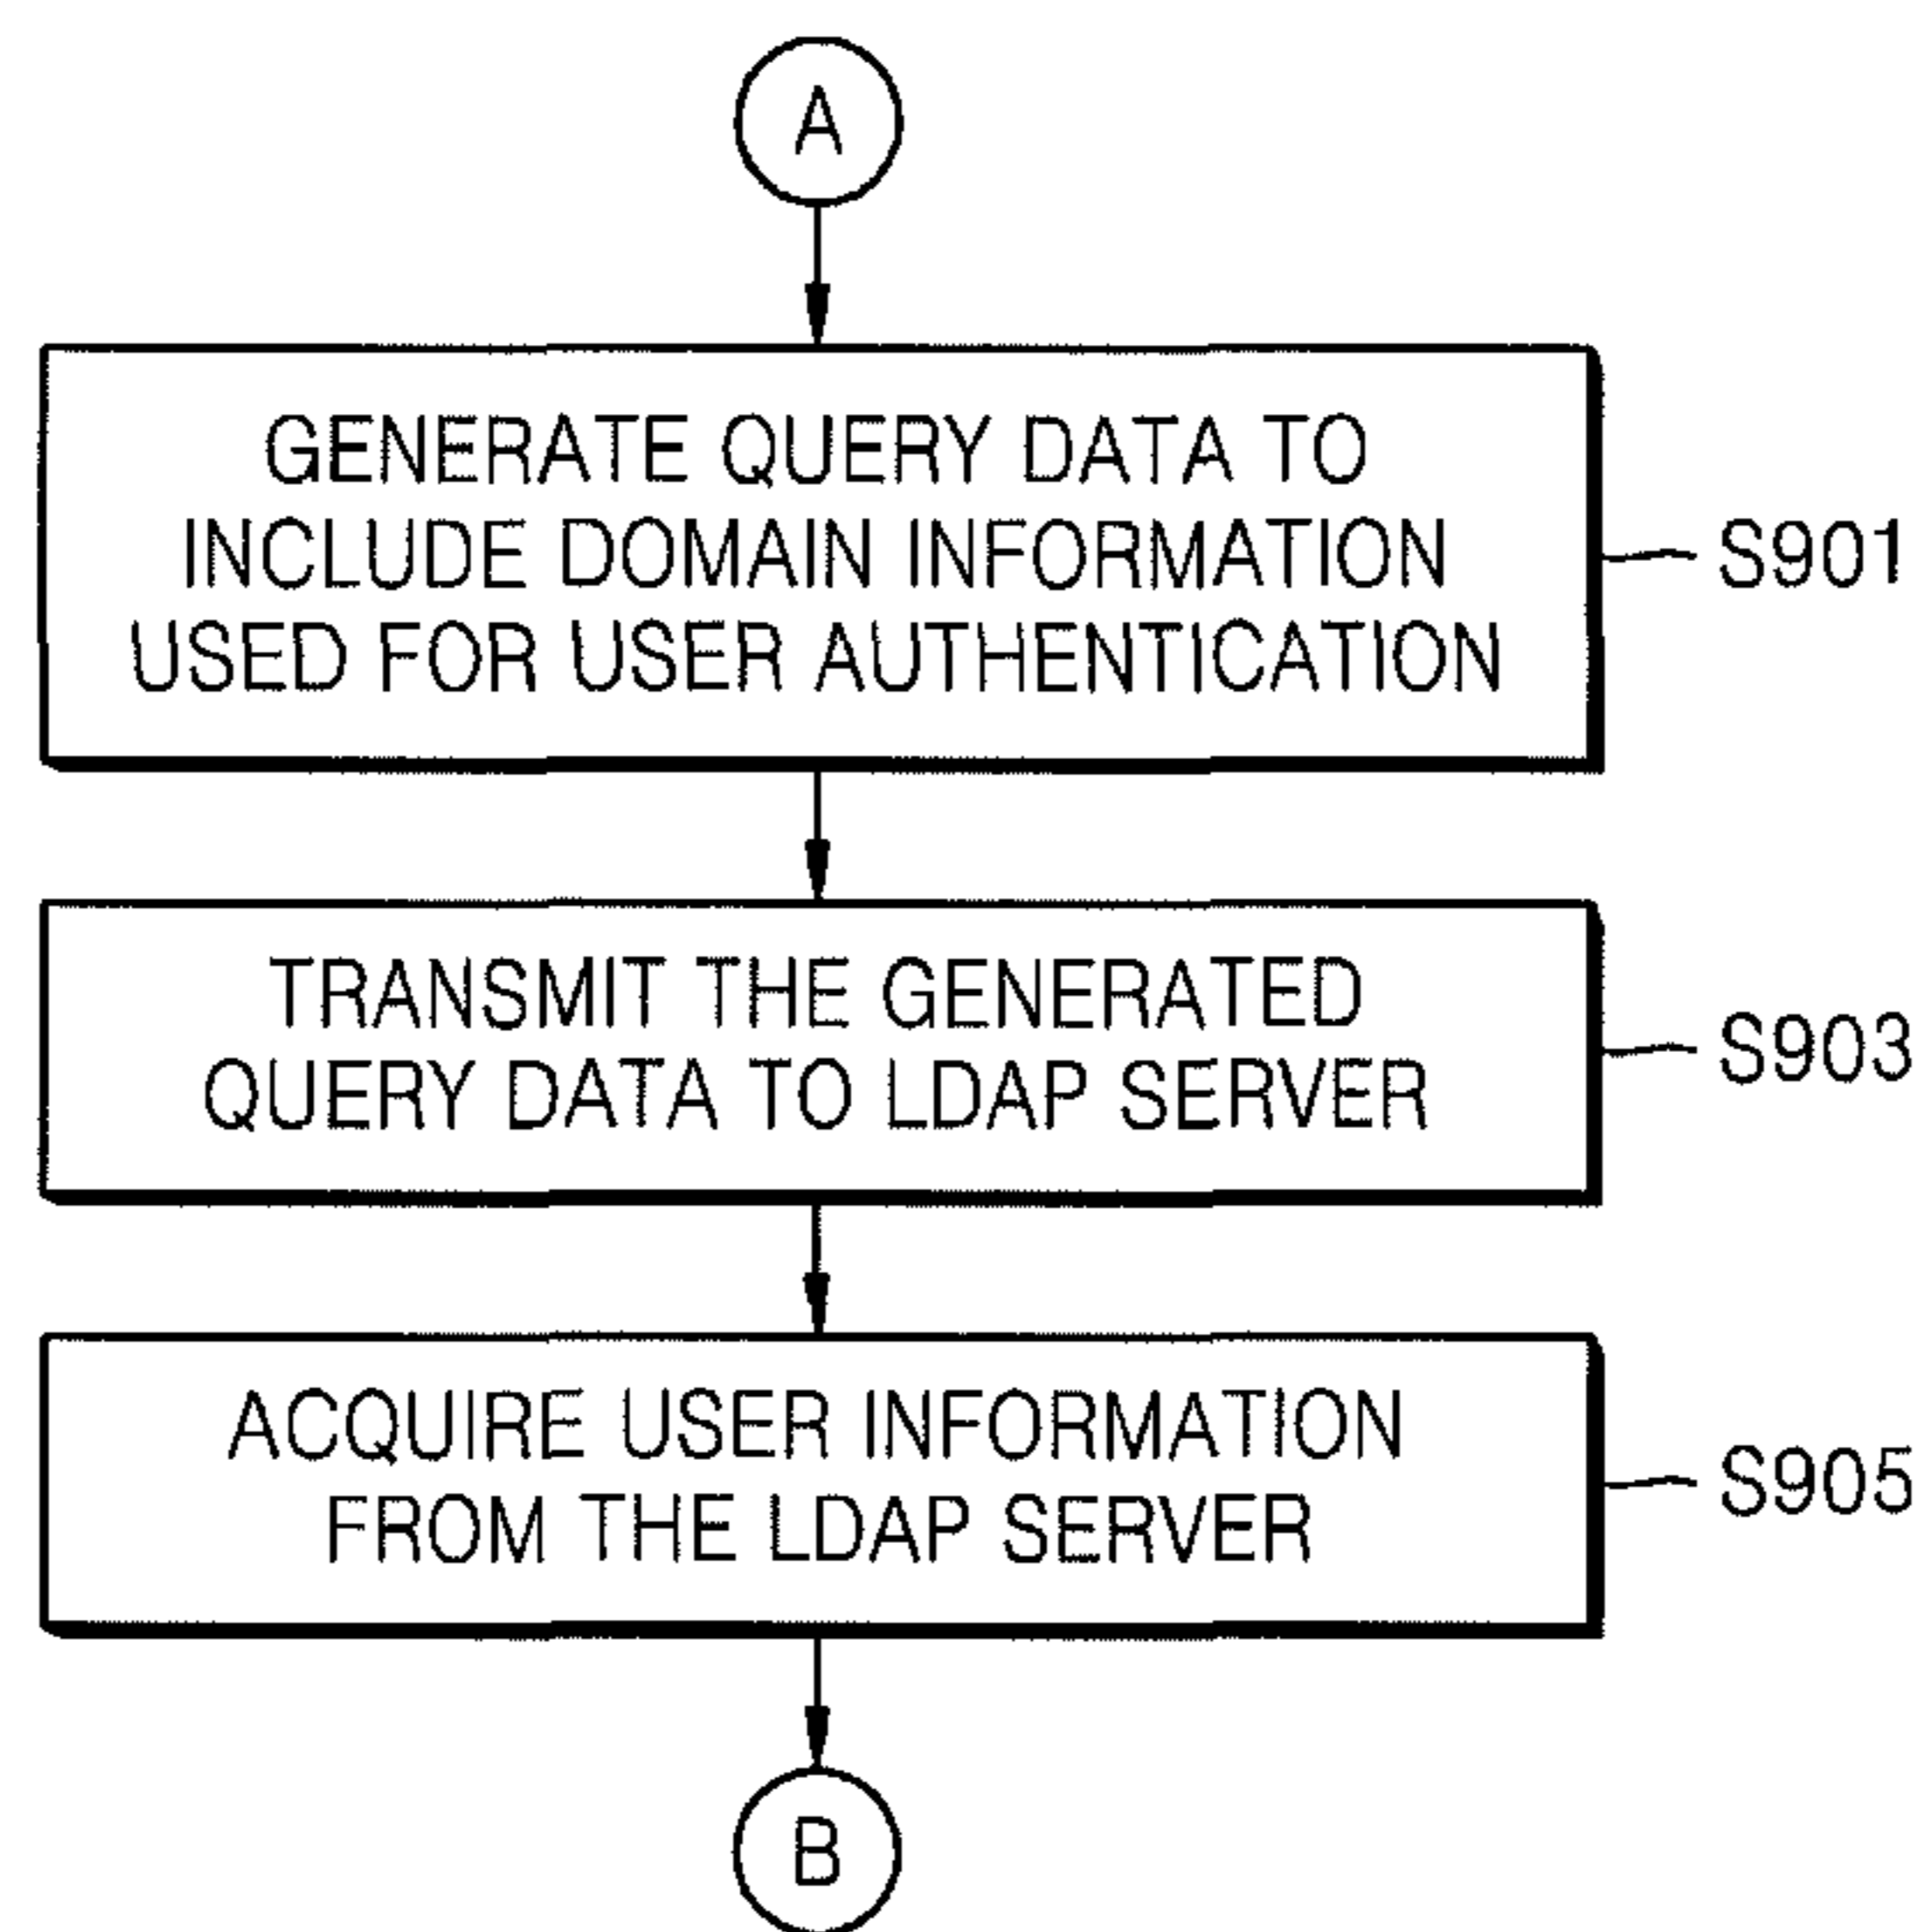 A
GENERATE QUERY DATA TO
INCLUDE DOMAIN INFORMATION
USED FOR USER AUTHENTICATION
S901
TRANSMIT THE GENERATED
QUERY DATA TO LDAP SERVER
S903
ACQUIRE USER INFORMATION
FROM THE LDAP SERVER
S905
B